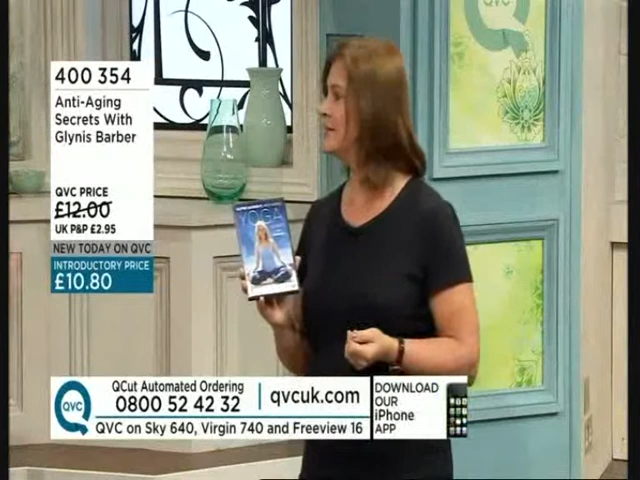 400 354
Anti-Aging
Secrets With
Glynis Barber
QVC PRICE
£12.00
UK P&P £2.95
NEW TODAY ON QVC
INTRODUCTORY PRICE
£10.80
YOGA
QVC
QCut Automated Ordering
0800 52 42 32
qvcuk.com
QVC on Sky 640, Virgin 740 and Freeview 16
DOWNLOAD
OUR
iPhone
APP
QVC